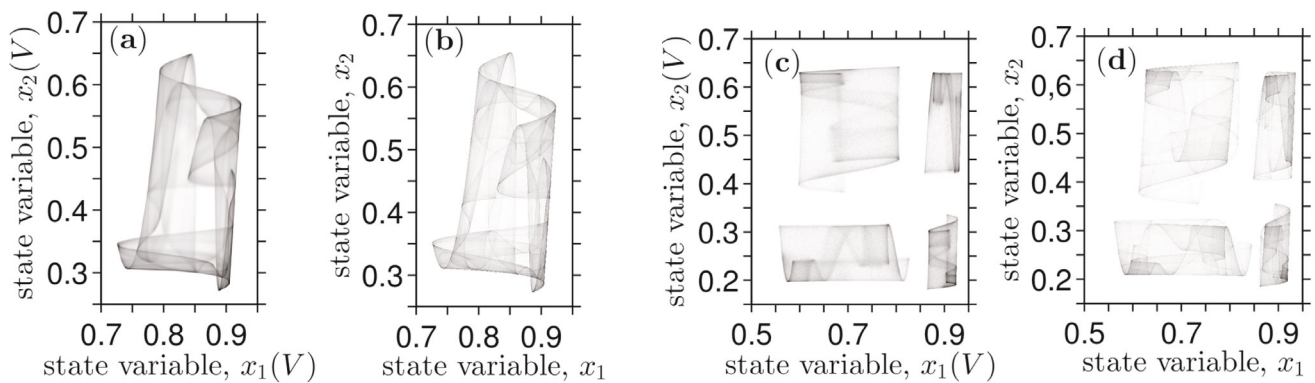 (a)
0.7
0.6
0.5
0.4
0.3
0.7
0.8
0.9
state variable, x₂(V)
state variable, x₁(V)
(b)
0.7
0.6
0.5
0.4
0.3
0.7
0.8
0.9
state variable, x₂
state variable, x₁
(c)
0.7
0.6
0.5
0.4
0.3
0.2
0.5
0.7
0.9
state variable, x₂(V)
state variable, x₁(V)
(d)
0.7
0.6
0.5
0.4
0.3
0.2
0.5
0.7
0.9
state variable, x₂
state variable, x₁